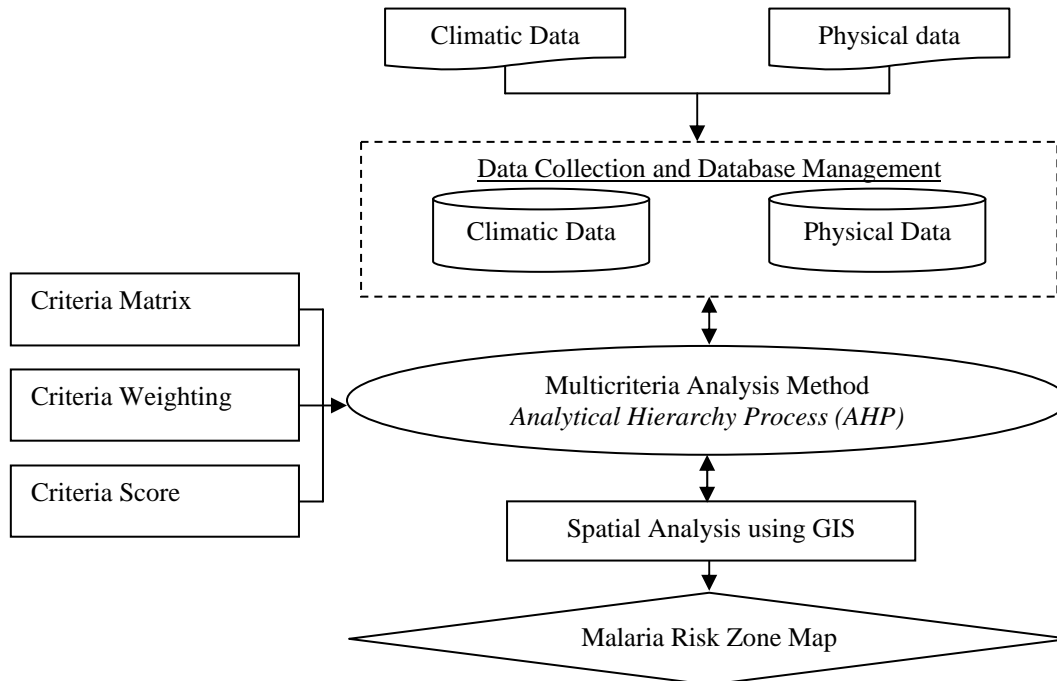 Climatic Data
Physical data
Data Collection and Database Management
Climatic Data
Physical Data
Criteria Matrix
Criteria Weighting
Criteria Score
Multicriteria Analysis Method
Analytical Hierarchy Process (AHP)
Spatial Analysis using GIS
Malaria Risk Zone Map